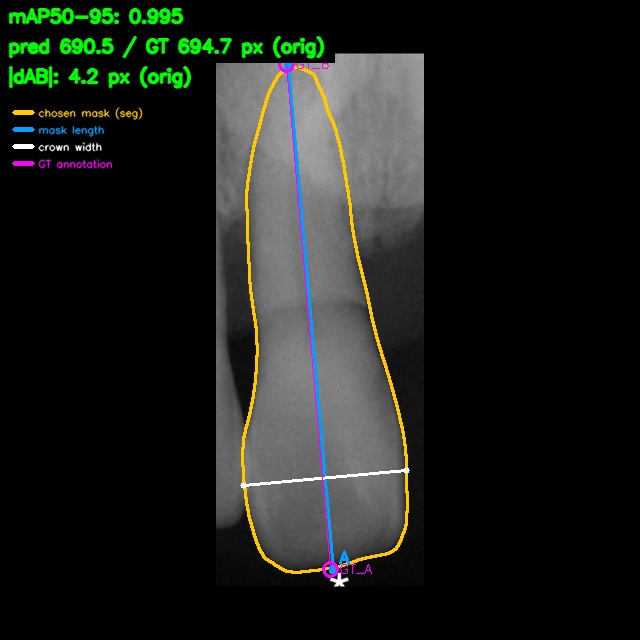 mAP50-95: 0.995
pred 690.5 / GT 694.7 px (orig)
|dAB|: 4.2 px (orig)
chosen mask (seg)
mask length
crown width
GT annotation
GT_B
A
GT_A